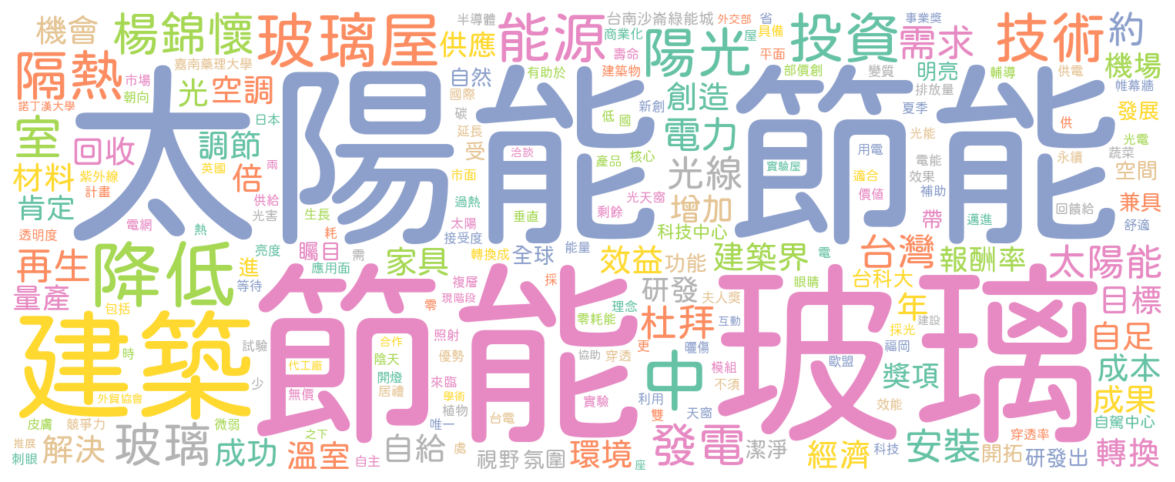 機會
楊錦懷
玻璃屋
半導體
供應
能源
台南沙崙綠能城
商業化
外交部
屋
省
具備
事業獎
投資
需求
技術
約
嘉南藥理大學
壽命
陽光
平面
隔熱
市場
朝向
諾丁漢大學
光
空調
自然
有助於
建築物
部價創
變質
明亮
輔導
供電
機場
帷幕牆
國際
創造
排放量
發展
太陽能
節能
室
日本
碳
低
國
新創
夏季
光能
供
光電
回收
調節
延長
受
洽談
產品
核心
電力
用電
電能
永續
蔬菜
兩
英國
材料
紫外線
倍
市面
實驗屋
光線
適合
效果
空間
計畫
供給
過熱
光天窗
價值
補助
肯定
光害
生長
太陽
垂直
剩餘
增加
帶
邁進
回饋給
兼具
透明度
電網
熱
耗
接受度
科技中心
舒適
亮度
矚目
需
轉換成
全球
能量
效益
功能
建築界
電
台灣
報酬率
太陽能
再生
降低
進
等待
應用面
家具
複層
採
研發
眼睛
台科大
量產
包括
零
現階段
理念
夫人獎
年
目標
建築
節能
玻璃
零耗能
杜拜
互動
採光
建設
時
試驗
照射
合作
優勢
穿透
更
福岡
自足
代工廠
陰天
協助
曬傷
歐盟
少
無價
開燈
居禮
來臨
學術
中
模組
不須
獎項
成本
外貿協會
植物
實驗
利用
雙
效能
成果
皮膚
競爭力
微弱
唯一
台電
天窗
自駕中心
推展
刺眼
解決
玻璃
成功
之下
溫室
自主
自給
處
視野
氛圍
環境
座
發電
潔淨
經濟
科技
安裝
穿透率
開拓
研發出
轉換